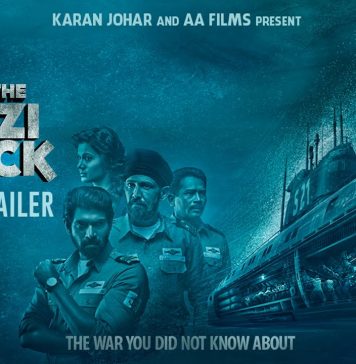 KARAN JOHAR AND AA FILMS PRESENT
THE
ZI
CK
AILER
S21
THE WAR YOU DID NOT KNOW ABOUT